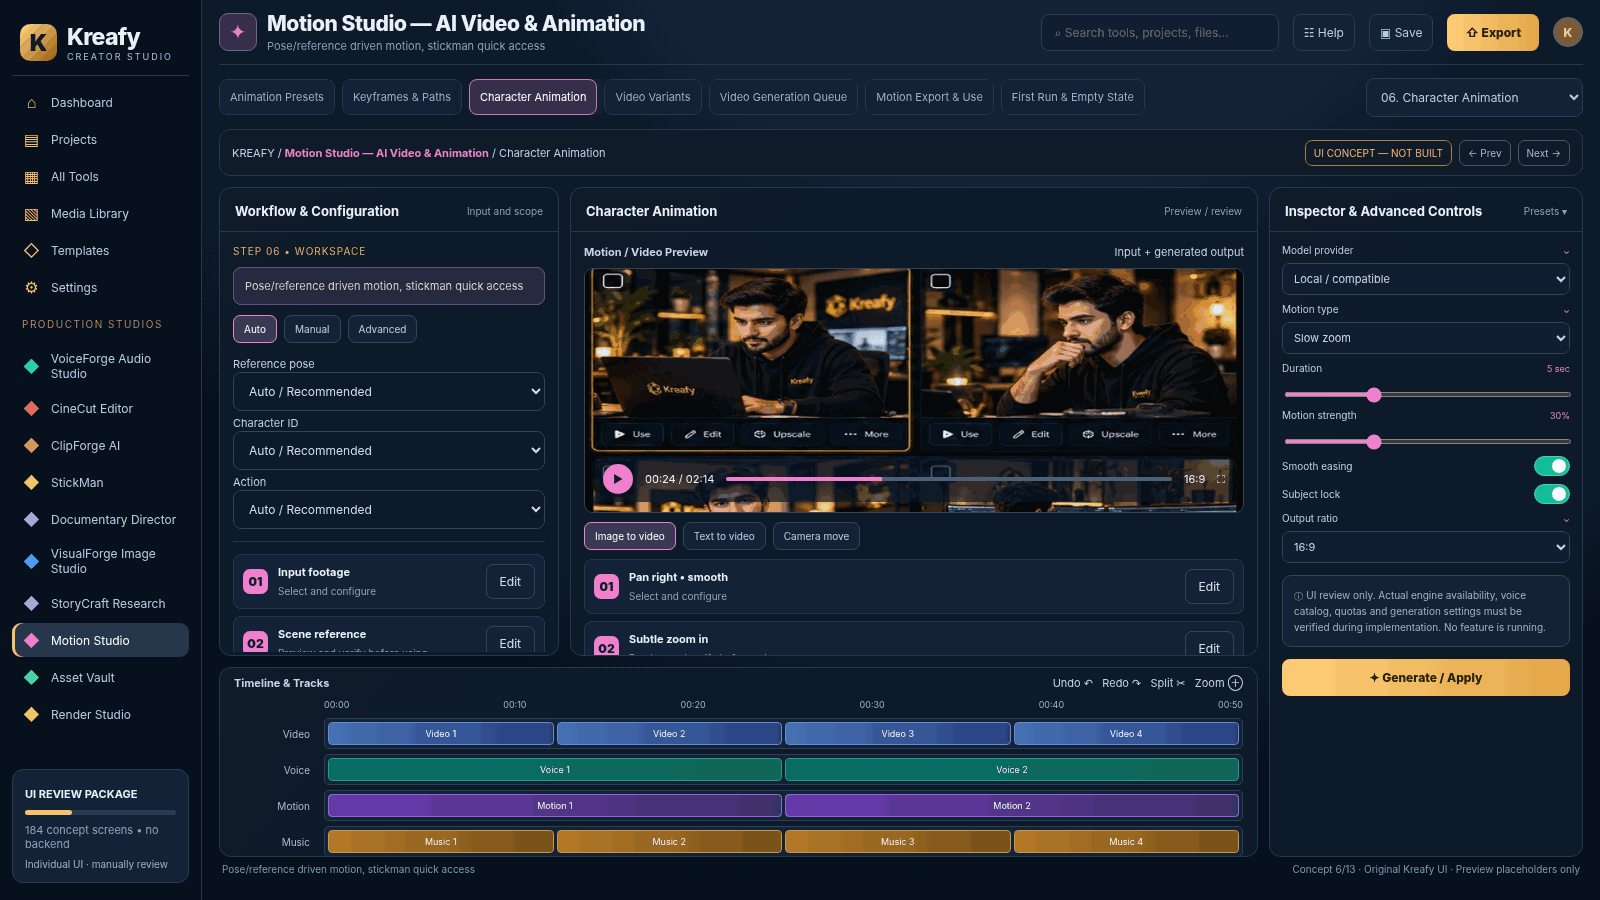 K
Kreafy
CREATOR STUDIO
Dashboard
Projects
All Tools
Media Library
Templates
Settings
PRODUCTION STUDIOS
VoiceForge Audio
Studio
CineCut Editor
ClipForge AI
StickMan
Documentary Director
VisualForge Image
Studio
StoryCraft Research
Motion Studio
Asset Vault
Render Studio
UI REVIEW PACKAGE
184 concept screens • no
backend
Individual UI · manually review
Motion Studio — AI Video & Animation
Pose/reference driven motion, stickman quick access
Search tools, projects, files...
Help
Save
Export
K
Animation Presets
Keyframes & Paths
Character Animation
Video Variants
Video Generation Queue
Motion Export & Use
First Run & Empty State
06. Character Animation
KREAFY / Motion Studio — AI Video & Animation / Character Animation
UI CONCEPT — NOT BUILT
← Prev
Next →
Workflow & Configuration
Input and scope
STEP 06 • WORKSPACE
Pose/reference driven motion, stickman quick access
Auto
Manual
Advanced
Reference pose
Auto / Recommended
Character ID
Auto / Recommended
Action
Auto / Recommended
01
Input footage
Select and configure
Edit
02
Scene reference
Preview and verify before using
Edit
Character Animation
Preview / review
Motion / Video Preview
Input + generated output
Kreafy
Kreafy
Kreafy
Kreafy
Use
Edit
Upscale
More
Use
Edit
Upscale
More
00:24 / 02:14
16:9
Image to video
Text to video
Camera move
01
Pan right • smooth
Select and configure
Edit
02
Subtle zoom in
Edit
Inspector & Advanced Controls
Presets ▾
Model provider
Local / compatible
Motion type
Slow zoom
Duration
5 sec
Motion strength
30%
Smooth easing
Subject lock
Output ratio
16:9
ⓘ UI review only. Actual engine availability, voice
catalog, quotas and generation settings must be
verified during implementation. No feature is running.
✦ Generate / Apply
Timeline & Tracks
Undo ↶
Redo ↷
Split ✂
Zoom
00:00
00:10
00:20
00:30
00:40
00:50
Video
Video 1
Video 2
Video 3
Video 4
Voice
Voice 1
Voice 2
Motion
Motion 1
Motion 2
Music
Music 1
Music 2
Music 3
Music 4
Pose/reference driven motion, stickman quick access
Concept 6/13 · Original Kreafy UI · Preview placeholders only